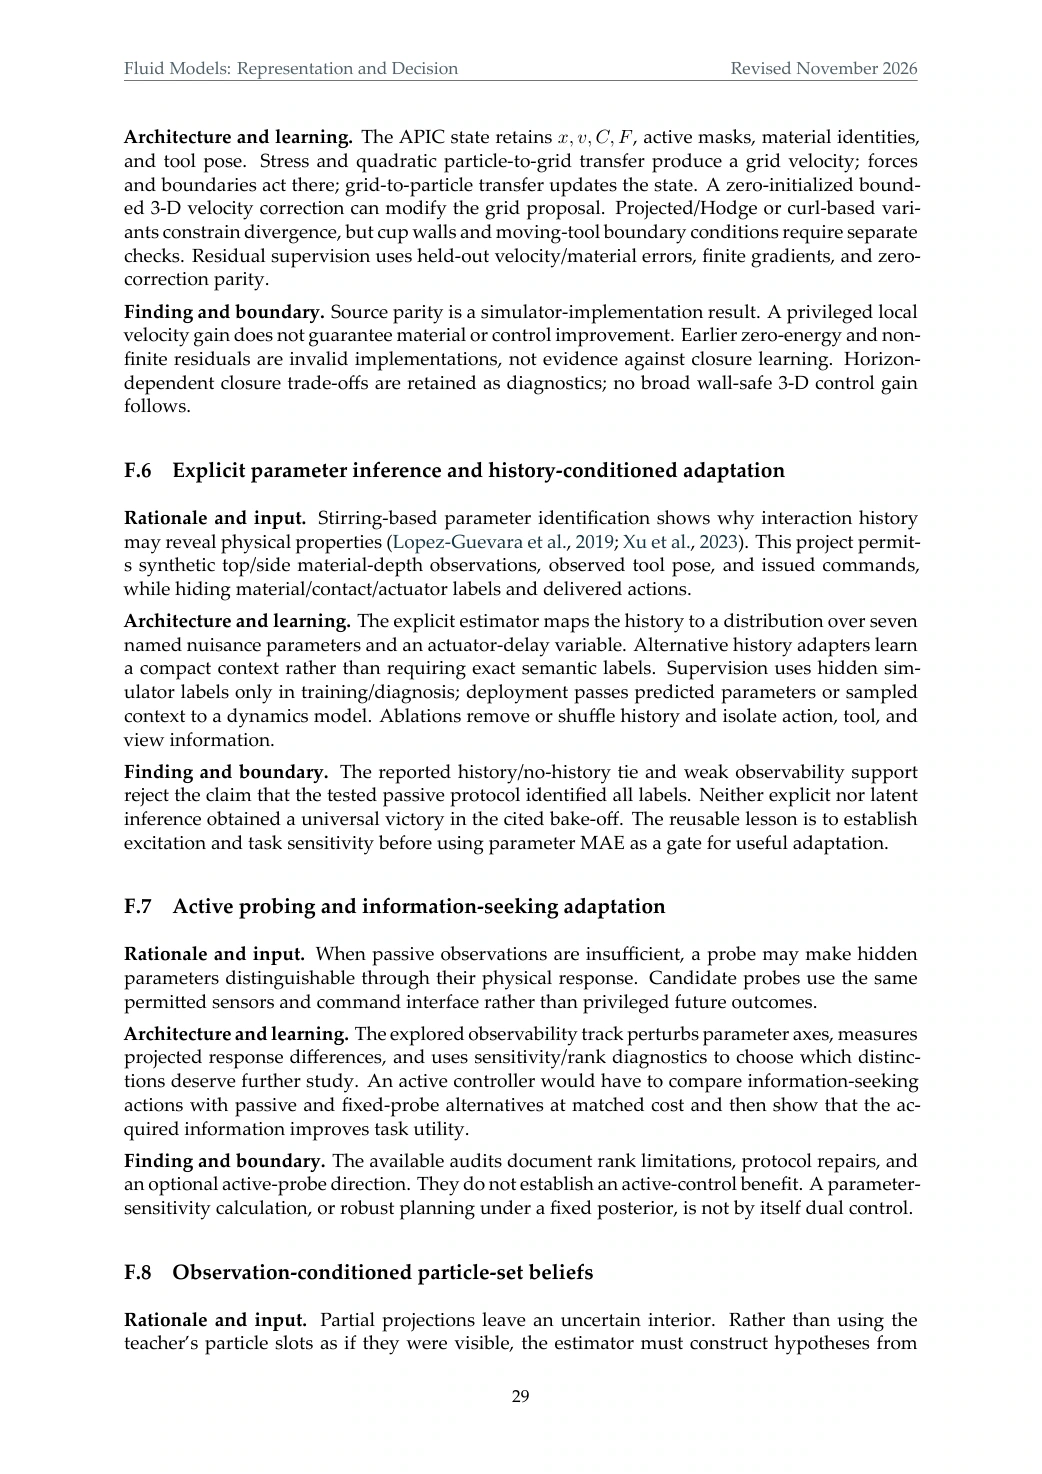 Fluid Models: Representation and Decision Revised November 2026
Architecture and learning. The APIC state retains x, v, C, F, active masks, material identities,
and tool pose. Stress and quadratic particle-to-grid transfer produce a grid velocity; forces
and boundaries act there; grid-to-particle transfer updates the state. A zero-initialized bound-
ed 3-D velocity correction can modify the grid proposal. Projected/Hodge or curl-based vari-
ants constrain divergence, but cup walls and moving-tool boundary conditions require separate
checks. Residual supervision uses held-out velocity/material errors, finite gradients, and zero-
correction parity.
Finding and boundary. Source parity is a simulator-implementation result. A privileged local
velocity gain does not guarantee material or control improvement. Earlier zero-energy and non-
finite residuals are invalid implementations, not evidence against closure learning. Horizon-
dependent closure trade-offs are retained as diagnostics; no broad wall-safe 3-D control gain
follows.
F.6 Explicit parameter inference and history-conditioned adaptation
Rationale and input. Stirring-based parameter identification shows why interaction history
may reveal physical properties (Lopez-Guevara et al., 2019; Xu et al., 2023). This project permit-
s synthetic top/side material-depth observations, observed tool pose, and issued commands,
while hiding material/contact/actuator labels and delivered actions.
Architecture and learning. The explicit estimator maps the history to a distribution over seven
named nuisance parameters and an actuator-delay variable. Alternative history adapters learn
a compact context rather than requiring exact semantic labels. Supervision uses hidden sim-
ulator labels only in training/diagnosis; deployment passes predicted parameters or sampled
context to a dynamics model. Ablations remove or shuffle history and isolate action, tool, and
view information.
Finding and boundary. The reported history/no-history tie and weak observability support
reject the claim that the tested passive protocol identified all labels. Neither explicit nor latent
inference obtained a universal victory in the cited bake-off. The reusable lesson is to establish
excitation and task sensitivity before using parameter MAE as a gate for useful adaptation.
F.7 Active probing and information-seeking adaptation
Rationale and input. When passive observations are insufficient, a probe may make hidden
parameters distinguishable through their physical response. Candidate probes use the same
permitted sensors and command interface rather than privileged future outcomes.
Architecture and learning. The explored observability track perturbs parameter axes, measures
projected response differences, and uses sensitivity/rank diagnostics to choose which distinc-
tions deserve further study. An active controller would have to compare information-seeking
actions with passive and fixed-probe alternatives at matched cost and then show that the ac-
quired information improves task utility.
Finding and boundary. The available audits document rank limitations, protocol repairs, and
an optional active-probe direction. They do not establish an active-control benefit. A parameter-
sensitivity calculation, or robust planning under a fixed posterior, is not by itself dual control.
F.8 Observation-conditioned particle-set beliefs
Rationale and input. Partial projections leave an uncertain interior. Rather than using the
teacher's particle slots as if they were visible, the estimator must construct hypotheses from
29